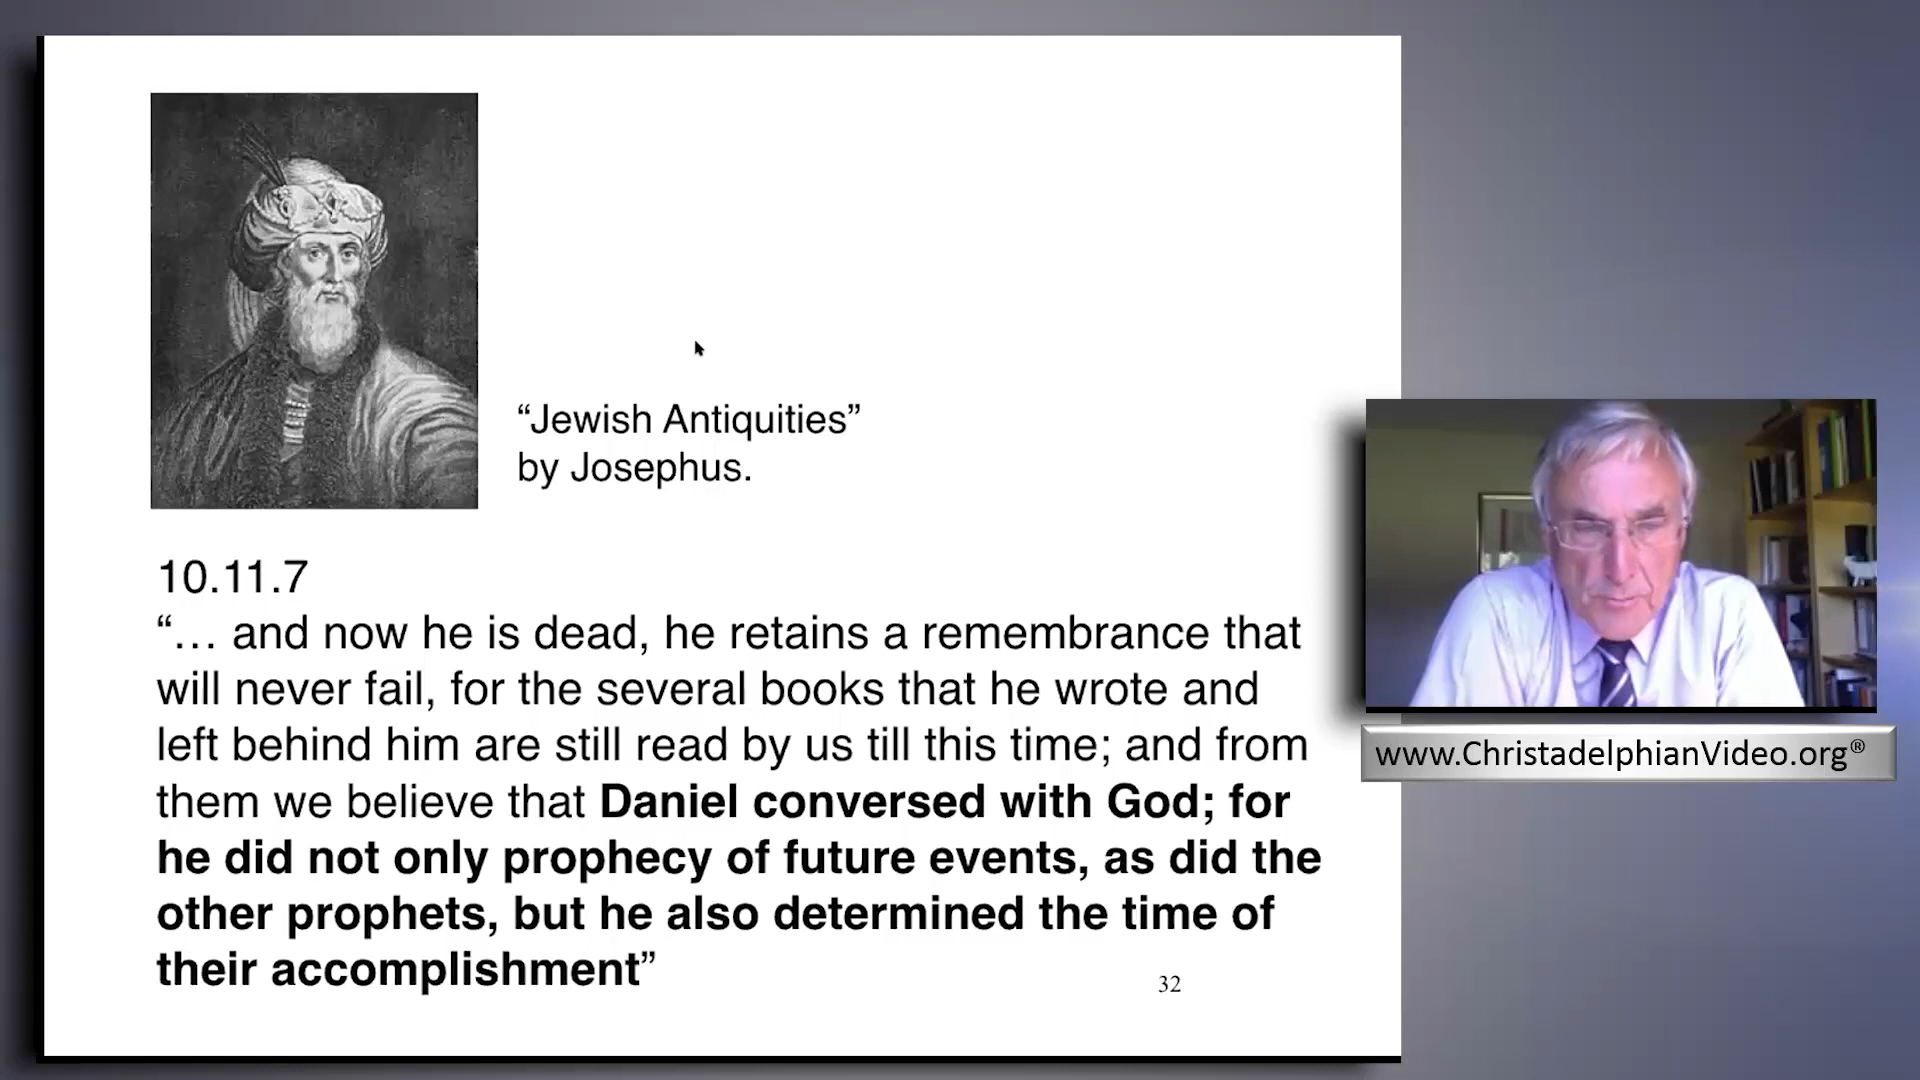 “Jewish Antiquities”
by Josephus.
10.11.7
“… and now he is dead, he retains a remembrance that
will never fail, for the several books that he wrote and
left behind him are still read by us till this time; and from
them we believe that Daniel conversed with God; for
he did not only prophecy of future events, as did the
other prophets, but he also determined the time of
their accomplishment”
32
www.ChristadelphianVideo.org®